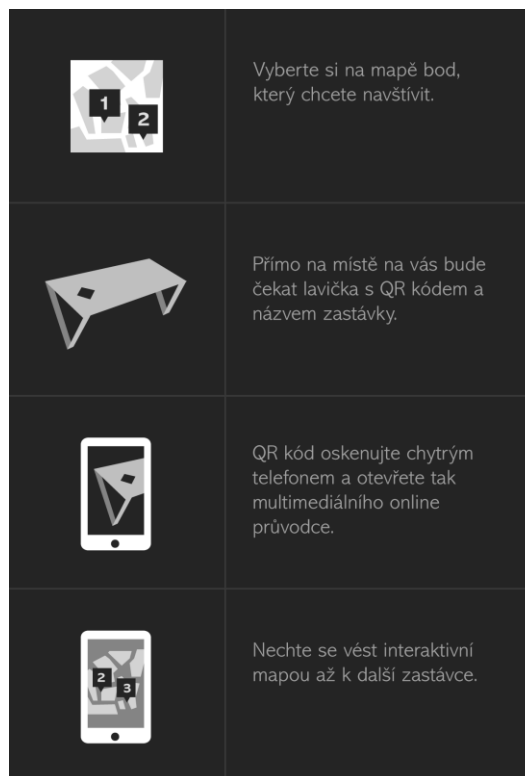 1
2
Vyberte si na mapě bod,
který chcete navštívit.
Přímo na místě na vás bude
čekat lavička s QR kódem a
názvem zastávky.
QR kód oskenujte chytrým
telefonem a otevřete tak
multimediálního online
průvodce.
2
3
Nechte se vést interaktivní
mapou až k další zastávce.